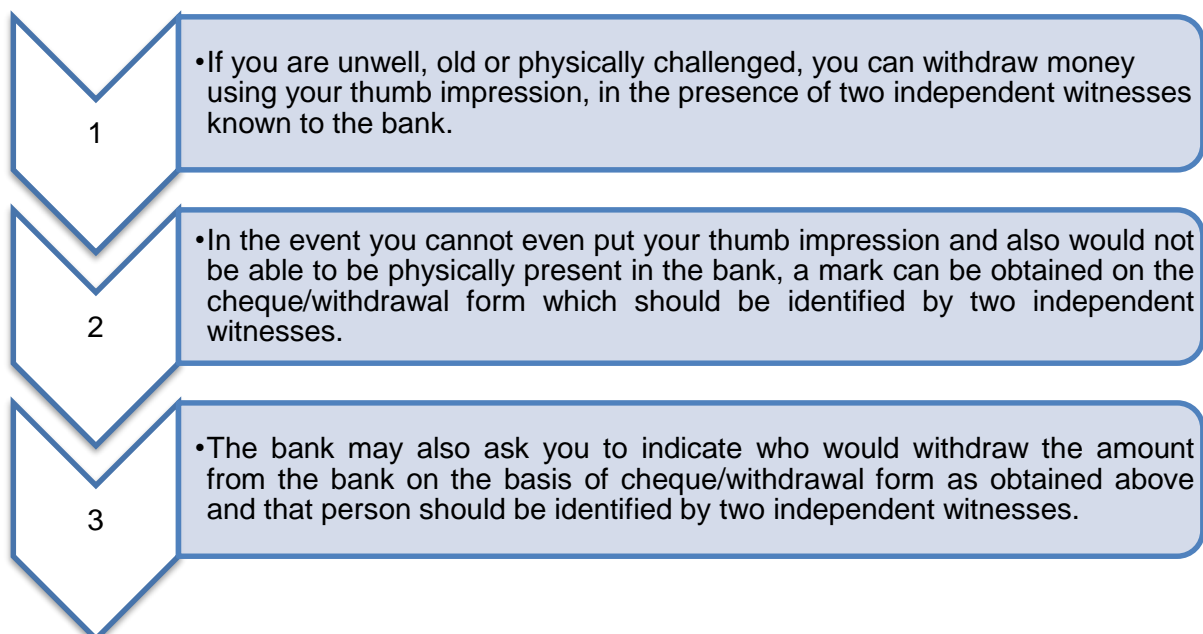 1
•If you are unwell, old or physically challenged, you can withdraw money
using your thumb impression, in the presence of two independent witnesses
known to the bank.
2
•In the event you cannot even put your thumb impression and also would not
be able to be physically present in the bank, a mark can be obtained on the
cheque/withdrawal form which should be identified by two independent
witnesses.
3
•The bank may also ask you to indicate who would withdraw the amount
from the bank on the basis of cheque/withdrawal form as obtained above
and that person should be identified by two independent witnesses.